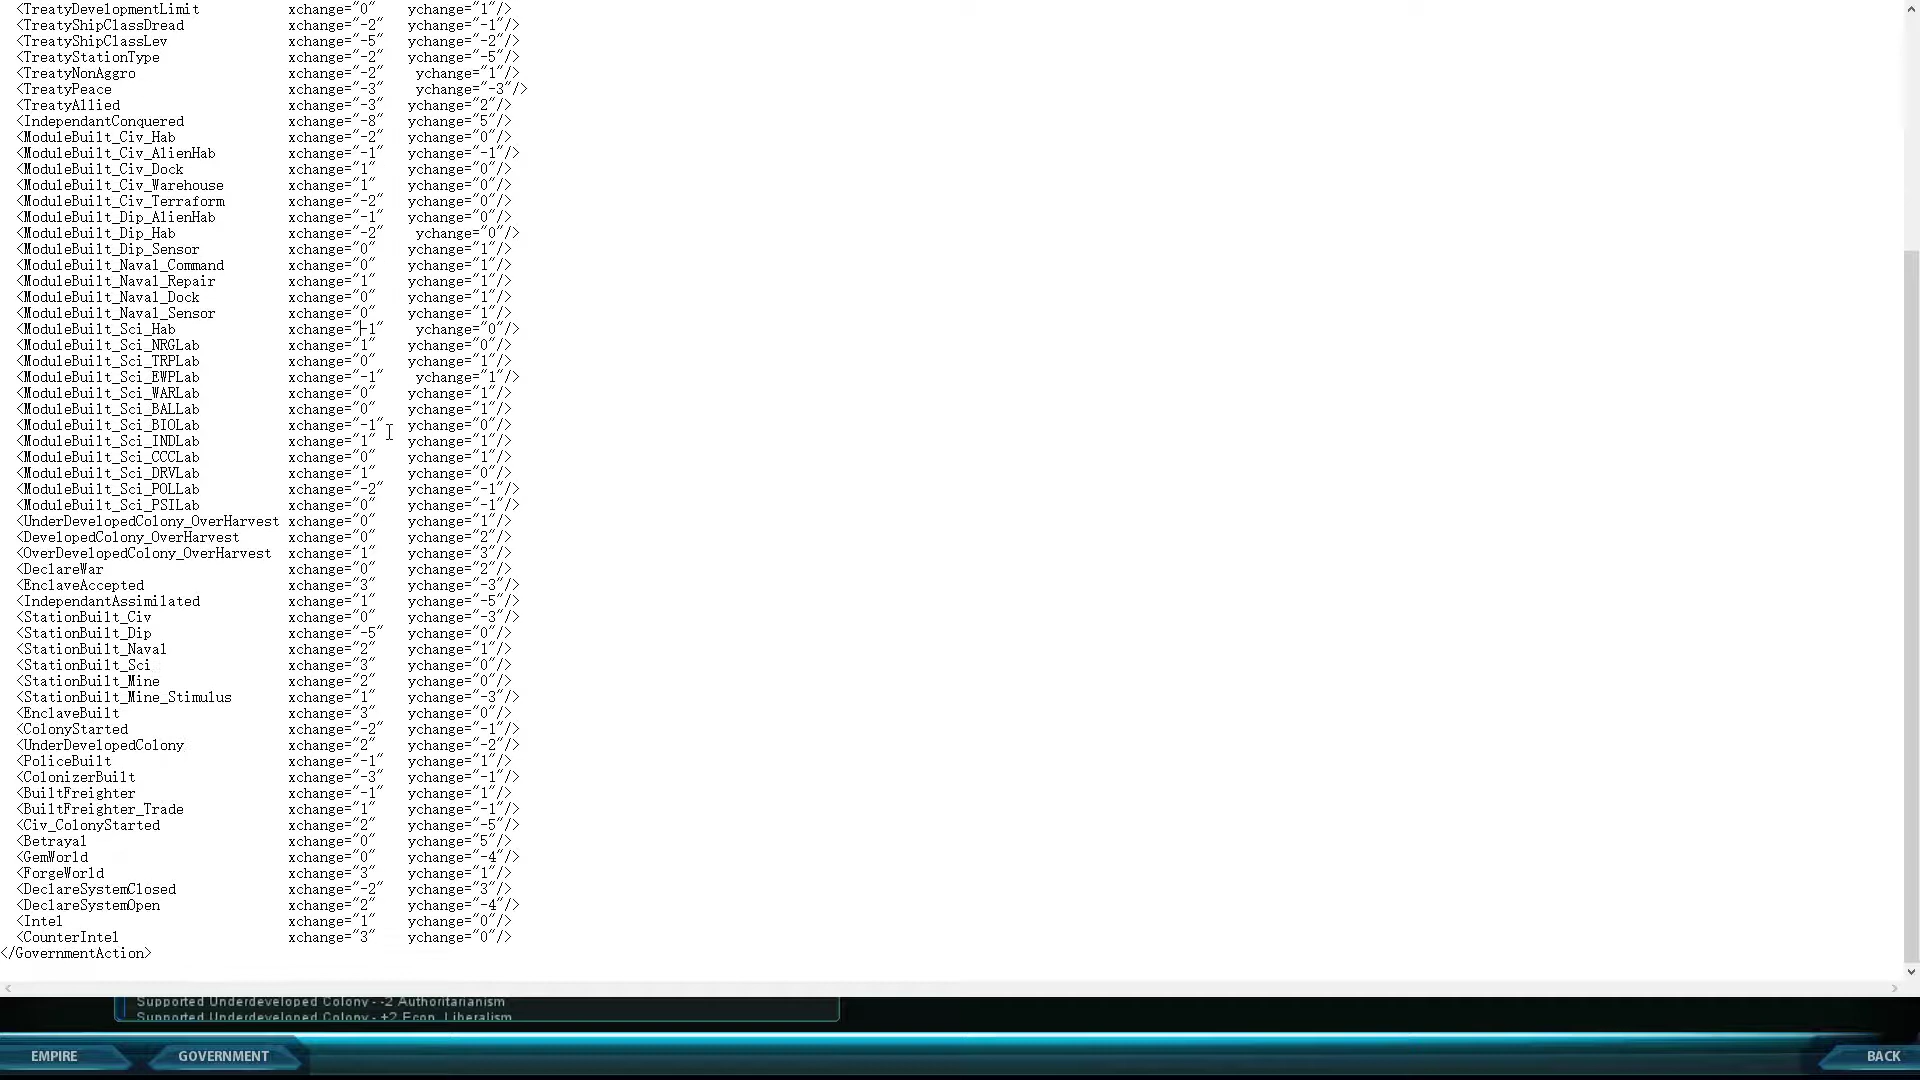 <TreatyDevelopmentLimit xchange="0" ychange="1"/>
<TreatyShipClassDread xchange="-2" ychange="-1"/>
<TreatyShipClassLev xchange="-5" ychange="-2"/>
<TreatyStationType xchange="-2" ychange="-5"/>
<TreatyNonAggro xchange="-2" ychange="1"/>
<TreatyPeace xchange="-3" ychange="-3"/>
<TreatyAllied xchange="-3" ychange="2"/>
<IndependantConquered xchange="-8" ychange="5"/>
<ModuleBuilt_Civ_Hab xchange="-2" ychange="0"/>
<ModuleBuilt_Civ_AlienHab xchange="-1" ychange="-1"/>
<ModuleBuilt_Civ_Dock xchange="1" ychange="0"/>
<ModuleBuilt_Civ_Warehouse xchange="1" ychange="0"/>
<ModuleBuilt_Civ_Terraform xchange="-2" ychange="0"/>
<ModuleBuilt_Dip_AlienHab xchange="-1" ychange="0"/>
<ModuleBuilt_Dip_Hab xchange="-2" ychange="0"/>
<ModuleBuilt_Dip_Sensor xchange="0" ychange="1"/>
<ModuleBuilt_Naval_Command xchange="0" ychange="1"/>
<ModuleBuilt_Naval_Repair xchange="1" ychange="1"/>
<ModuleBuilt_Naval_Dock xchange="0" ychange="1"/>
<ModuleBuilt_Naval_Sensor xchange="0" ychange="1"/>
<ModuleBuilt_Sci_Hab xchange="-1" ychange="0"/>
<ModuleBuilt_Sci_NRGLab xchange="1" ychange="0"/>
<ModuleBuilt_Sci_TRPLab xchange="0" ychange="1"/>
<ModuleBuilt_Sci_EWPLab xchange="-1" ychange="1"/>
<ModuleBuilt_Sci_WARLab xchange="0" ychange="1"/>
<ModuleBuilt_Sci_BALLab xchange="0" ychange="1"/>
<ModuleBuilt_Sci_BIOLab xchange="-1" ychange="0"/>
<ModuleBuilt_Sci_INDLab xchange="1" ychange="1"/>
<ModuleBuilt_Sci_CCCLab xchange="0" ychange="1"/>
<ModuleBuilt_Sci_DRVLab xchange="1" ychange="0"/>
<ModuleBuilt_Sci_POLLab xchange="-2" ychange="-1"/>
<ModuleBuilt_Sci_PSILab xchange="0" ychange="-1"/>
<UnderDevelopedColony_OverHarvest xchange="0" ychange="1"/>
<DevelopedColony_OverHarvest xchange="0" ychange="2"/>
<OverDevelopedColony_OverHarvest xchange="1" ychange="3"/>
<DeclareWar xchange="0" ychange="2"/>
<EnclaveAccepted xchange="3" ychange="-3"/>
<IndependantAssimilated xchange="1" ychange="-5"/>
<StationBuilt_Civ xchange="0" ychange="-3"/>
<StationBuilt_Dip xchange="-5" ychange="0"/>
<StationBuilt_Naval xchange="2" ychange="1"/>
<StationBuilt_Sci xchange="3" ychange="0"/>
<StationBuilt_Mine xchange="2" ychange="0"/>
<StationBuilt_Mine_Stimulus xchange="1" ychange="-3"/>
<EnclaveBuilt xchange="3" ychange="0"/>
<ColonyStarted xchange="-2" ychange="-1"/>
<UnderDevelopedColony xchange="2" ychange="-2"/>
<PoliceBuilt xchange="-1" ychange="1"/>
<ColonizerBuilt xchange="-3" ychange="-1"/>
<BuiltFreighter xchange="-1" ychange="1"/>
<BuiltFreighter_Trade xchange="1" ychange="-1"/>
<Civ_ColonyStarted xchange="2" ychange="-5"/>
<Betrayal xchange="0" ychange="5"/>
<GemWorld xchange="0" ychange="-4"/>
<ForgeWorld xchange="3" ychange="1"/>
<DeclareSystemClosed xchange="-2" ychange="3"/>
<DeclareSystemOpen xchange="2" ychange="-4"/>
<Intel xchange="1" ychange="0"/>
<CounterIntel xchange="3" ychange="0"/>
</GovernmentAction>
Supported Underdeveloped Colony - -2 Authoritarianism
Supported Underdeveloped Colony - +2 Econ. Liberalism
EMPIRE GOVERNMENT BACK